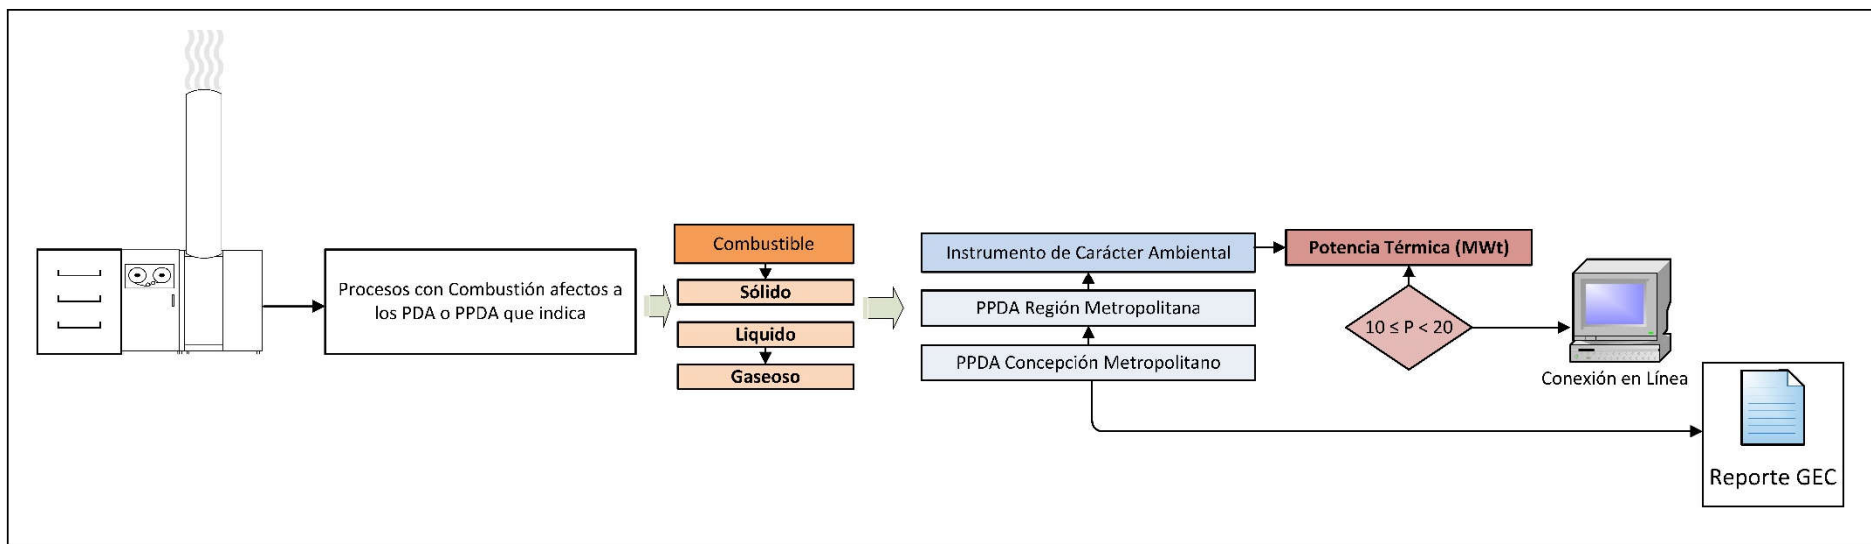 Procesos con Combustión afectos a
los PDA o PPDA que indica
Combustible
Sólido
Liquido
Gaseoso
Instrumento de Carácter Ambiental
PPDA Región Metropolitana
PPDA Concepción Metropolitano
Potencia Térmica (MWt)
10 ≤ P < 20
Conexión en Línea
Reporte GEC